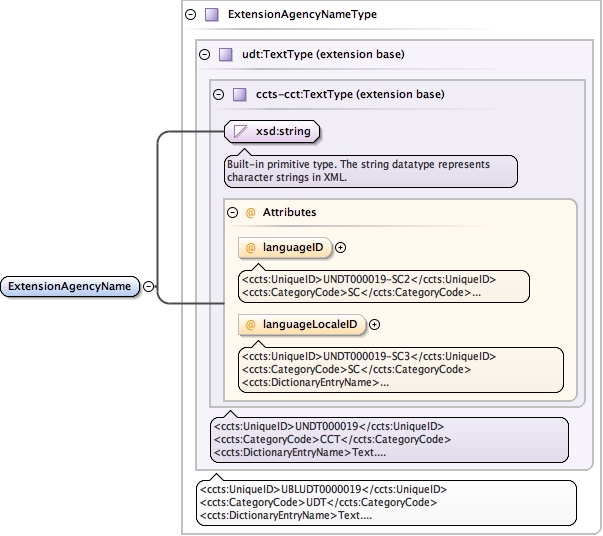 ExtensionAgencyNameType
udt:TextType (extension base)
ccts-cct:TextType (extension base)
xsd:string
Built-in primitive type. The string datatype represents
character strings in XML.
@ Attributes
@ languageID
<ccts:UniqueID>UNDT000019-SC2</ccts:UniqueID>
<ccts:CategoryCode>SC</ccts:CategoryCode>...
ExtensionAgencyName
@ languageLocaleID
<ccts:UniqueID>UNDT000019-SC3</ccts:UniqueID>
<ccts:CategoryCode>SC</ccts:CategoryCode>
<ccts:DictionaryEntryName>...
<ccts:UniqueID>UNDT000019</ccts:UniqueID>
<ccts:CategoryCode>CCT</ccts:CategoryCode>
<ccts:DictionaryEntryName>Text....
<ccts:UniqueID>UBLUDT0000019</ccts:UniqueID>
<ccts:CategoryCode>UDT</ccts:CategoryCode>
<ccts:DictionaryEntryName>Text....